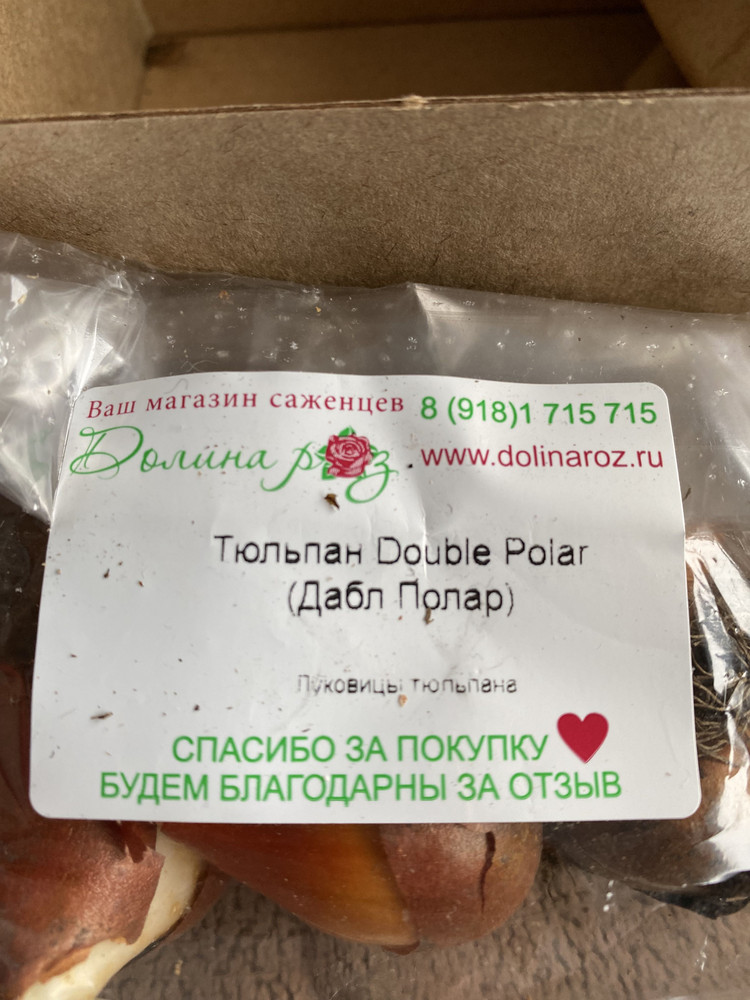 Ваш магазин саженцев 8 (918)1 715 715
Долина роз www.dolinaroz.ru
Тюльпан Double Polar
(Дабл Полар)
Луковицы тюльпана
СПАСИБО ЗА ПОКУПКУ
БУДЕМ БЛАГОДАРНЫ ЗА ОТЗЫВ